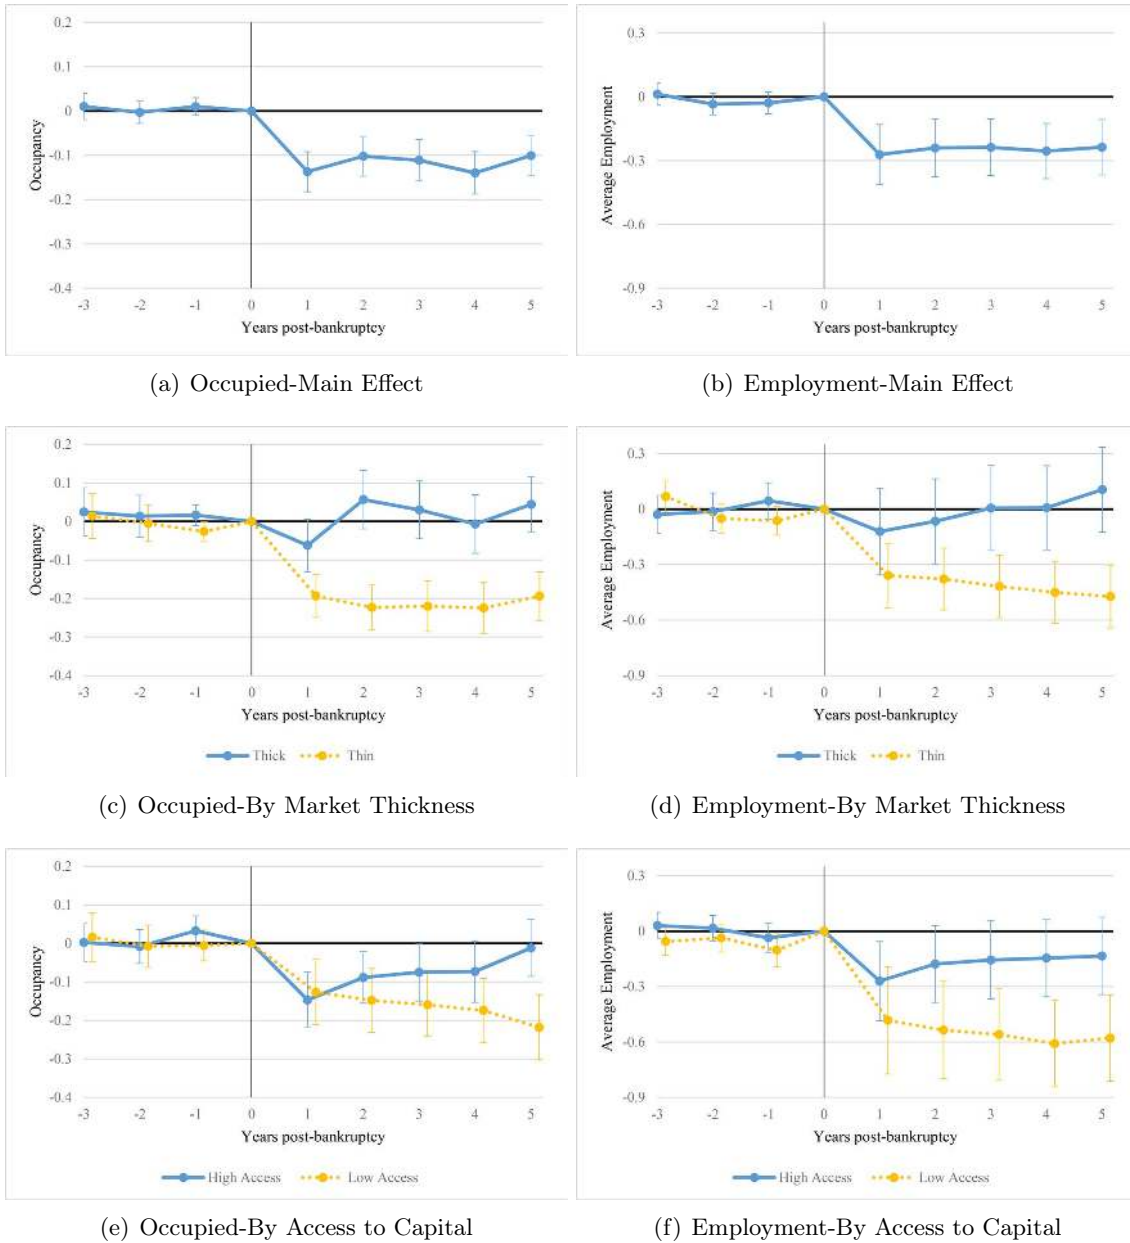 0.2
0.1
0
-0.1
-0.2
-0.3
-0.4
Occupancy
-3 -2 -1 0 1 2 3 4 5
Years post-bankruptcy
(a) Occupied-Main Effect
0.3
0
-0.3
-0.6
-0.9
Average Employment
-3 -2 -1 0 1 2 3 4 5
Years post-bankruptcy
(b) Employment-Main Effect
0.2
0.1
0
-0.1
-0.2
-0.3
-0.4
Occupancy
-3 -2 -1 0 1 2 3 4 5
Years post-bankruptcy
Thick Thin
(c) Occupied-By Market Thickness
0.3
0
-0.3
-0.6
-0.9
Average Employment
-3 -2 -1 0 1 2 3 4 5
Years post-bankruptcy
Thick Thin
(d) Employment-By Market Thickness
0.2
0.1
0
-0.1
-0.2
-0.3
-0.4
Occupancy
-3 -2 -1 0 1 2 3 4 5
Years post-bankruptcy
High Access Low Access
(e) Occupied-By Access to Capital
0.3
0
-0.3
-0.6
-0.9
Average Employment
-3 -2 -1 0 1 2 3 4 5
Years post-bankruptcy
High Access Low Access
(f) Employment-By Access to Capital